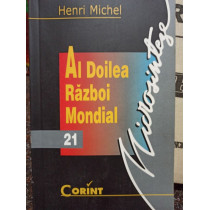 Henri Michel
Al Doilea
Război
Mondial
21
Microsinteze
CORINT